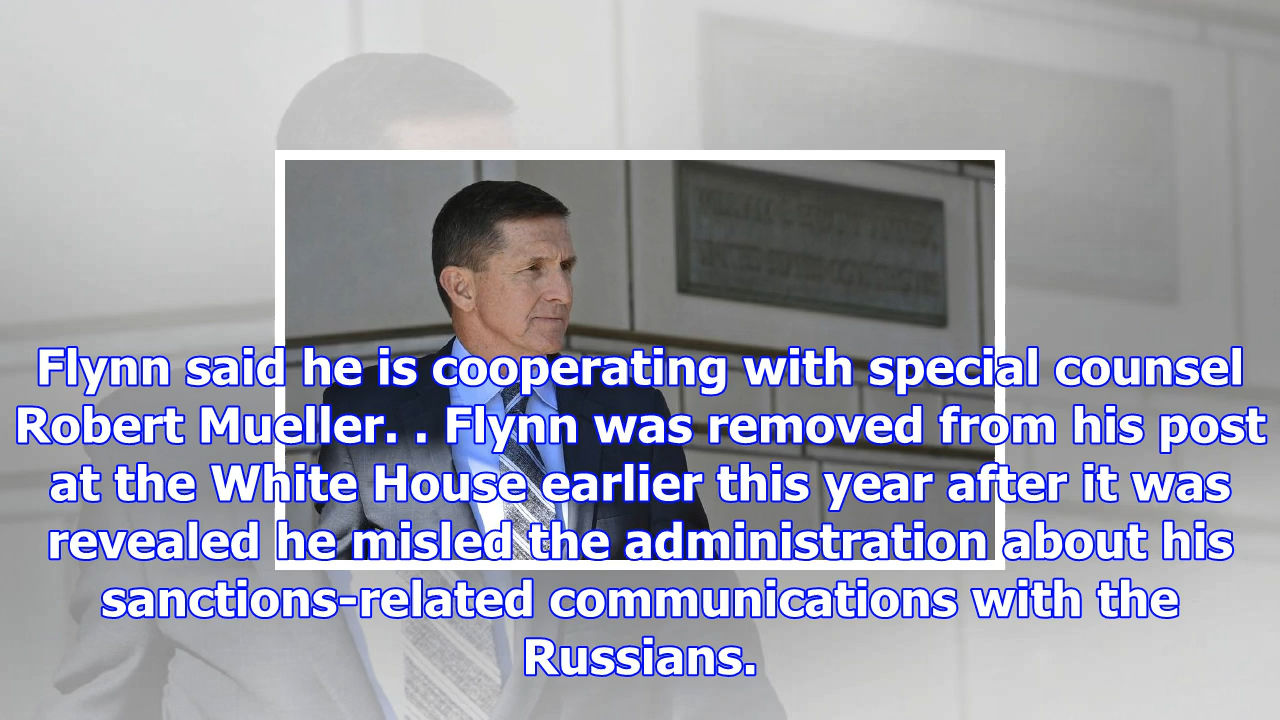 Flynn said he is cooperating with special counsel
Robert Mueller. . Flynn was removed from his post
at the White House earlier this year after it was
revealed he misled the administration about his
sanctions-related communications with the
Russians.